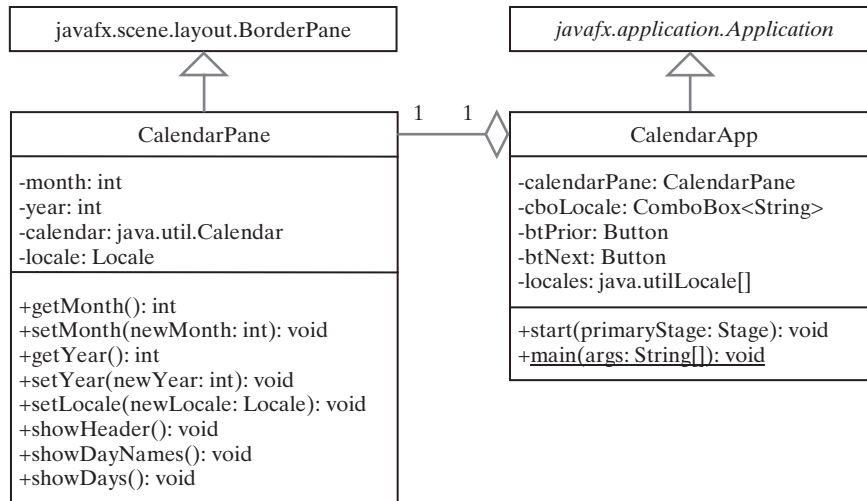 javafx.scene.layout.BorderPane
CalendarPane
-month: int
-year: int
-calendar: java.util.Calendar
-locale: Locale
+getMonth(): int
+setMonth(newMonth: int): void
+getYear(): int
+setYear(newYear: int): void
+setLocale(newLocale: Locale): void
+showHeader(): void
+showDayNames(): void
+showDays(): void
1 1
javafx.application.Application
CalendarApp
-calendarPane: CalendarPane
-cboLocale: ComboBox<String>
-btPrior: Button
-btNext: Button
-locales: java.utilLocale[]
+start(primaryStage: Stage): void
+main(args: String[]): void